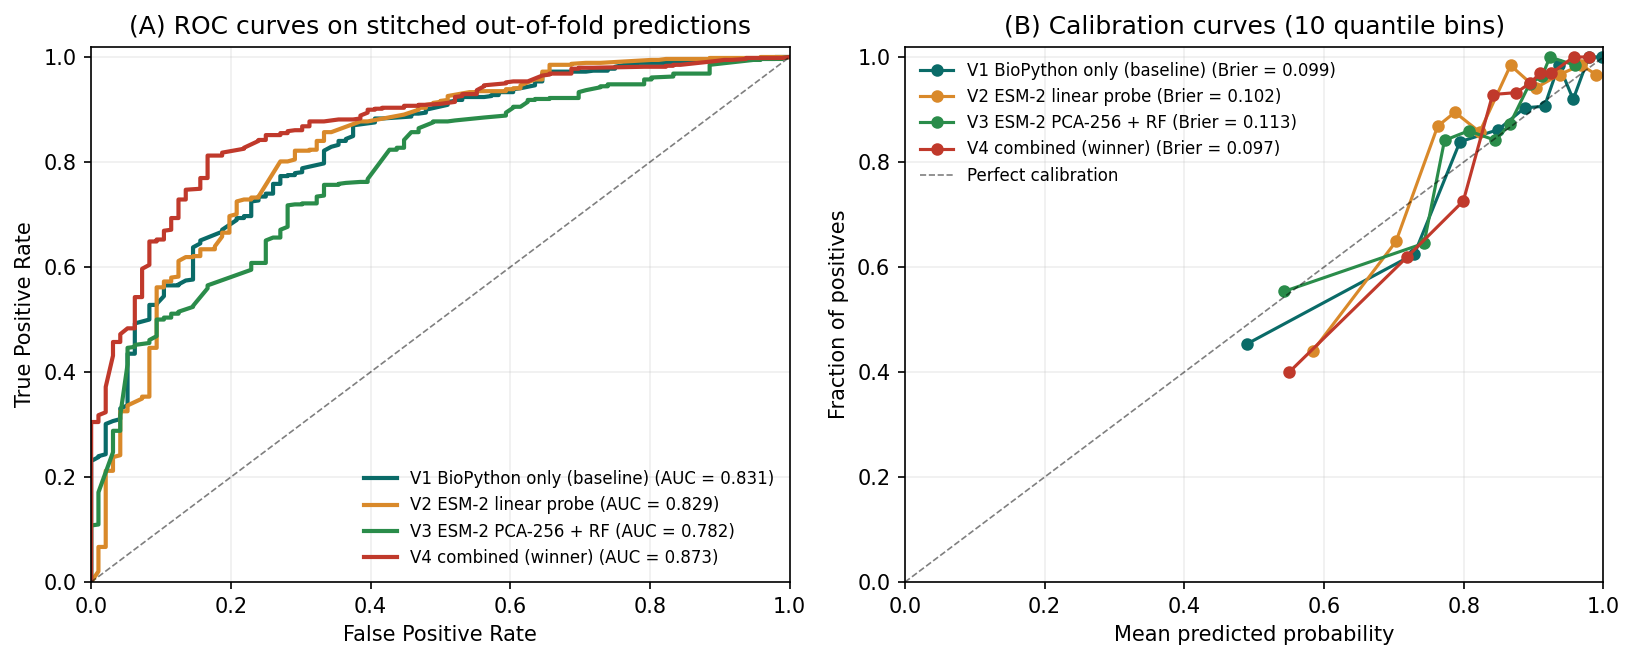 (A) ROC curves on stitched out-of-fold predictions
True Positive Rate
1.0
0.8
0.6
0.4
0.2
0.0
V1 BioPython only (baseline) (AUC = 0.831)
V2 ESM-2 linear probe (AUC = 0.829)
V3 ESM-2 PCA-256 + RF (AUC = 0.782)
V4 combined (winner) (AUC = 0.873)
0.0 0.2 0.4 0.6 0.8 1.0
False Positive Rate
(B) Calibration curves (10 quantile bins)
Fraction of positives
1.0
0.8
0.6
0.4
0.2
0.0
V1 BioPython only (baseline) (Brier = 0.099)
V2 ESM-2 linear probe (Brier = 0.102)
V3 ESM-2 PCA-256 + RF (Brier = 0.113)
V4 combined (winner) (Brier = 0.097)
Perfect calibration
0.0 0.2 0.4 0.6 0.8 1.0
Mean predicted probability